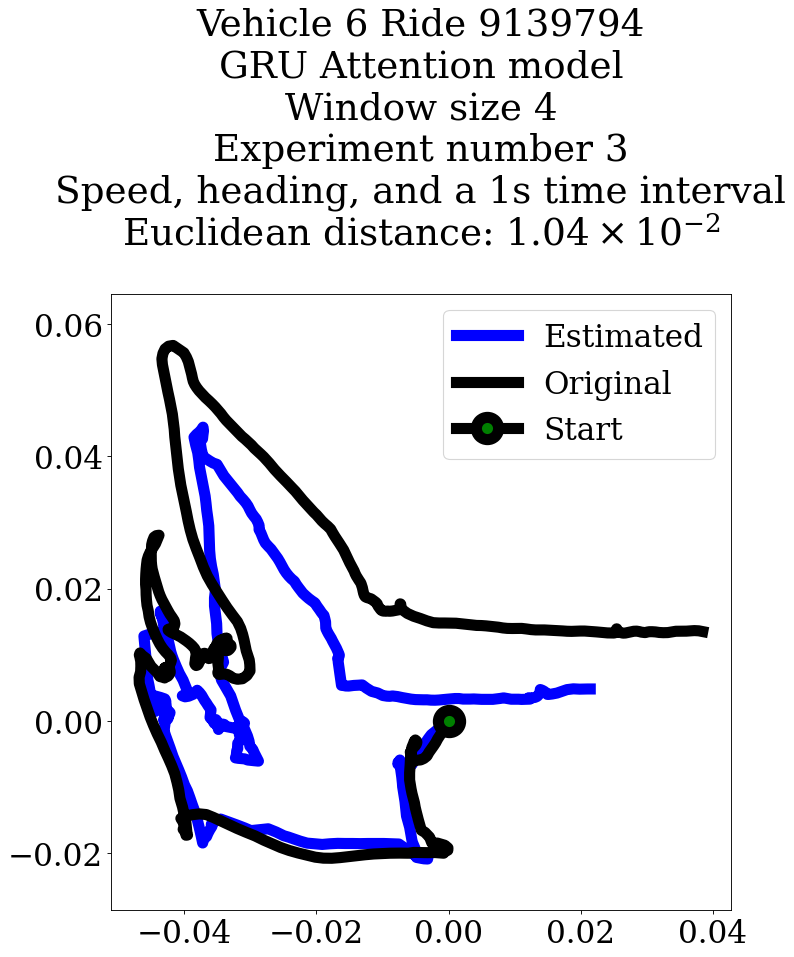 Vehicle 6 Ride 9139794
GRU Attention model
Window size 4
Experiment number 3
Speed, heading, and a 1s time interval
Euclidean distance: 1.04 × 10⁻²
Estimated
Original
Start
0.06
0.04
0.02
0.00
−0.02
−0.04
−0.02
0.00
0.02
0.04